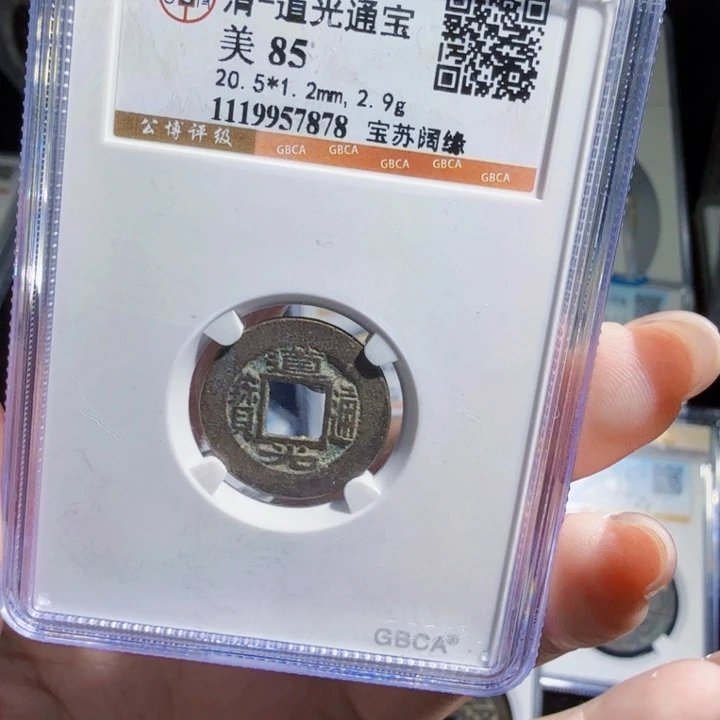 清-道光通宝
美 85
20.5*1.2mm, 2.9g
1119957878 宝苏阔缘
公博评级 GBCA GBCA GBCA GBCA GBCA
道
寳 通
光
GBCA®